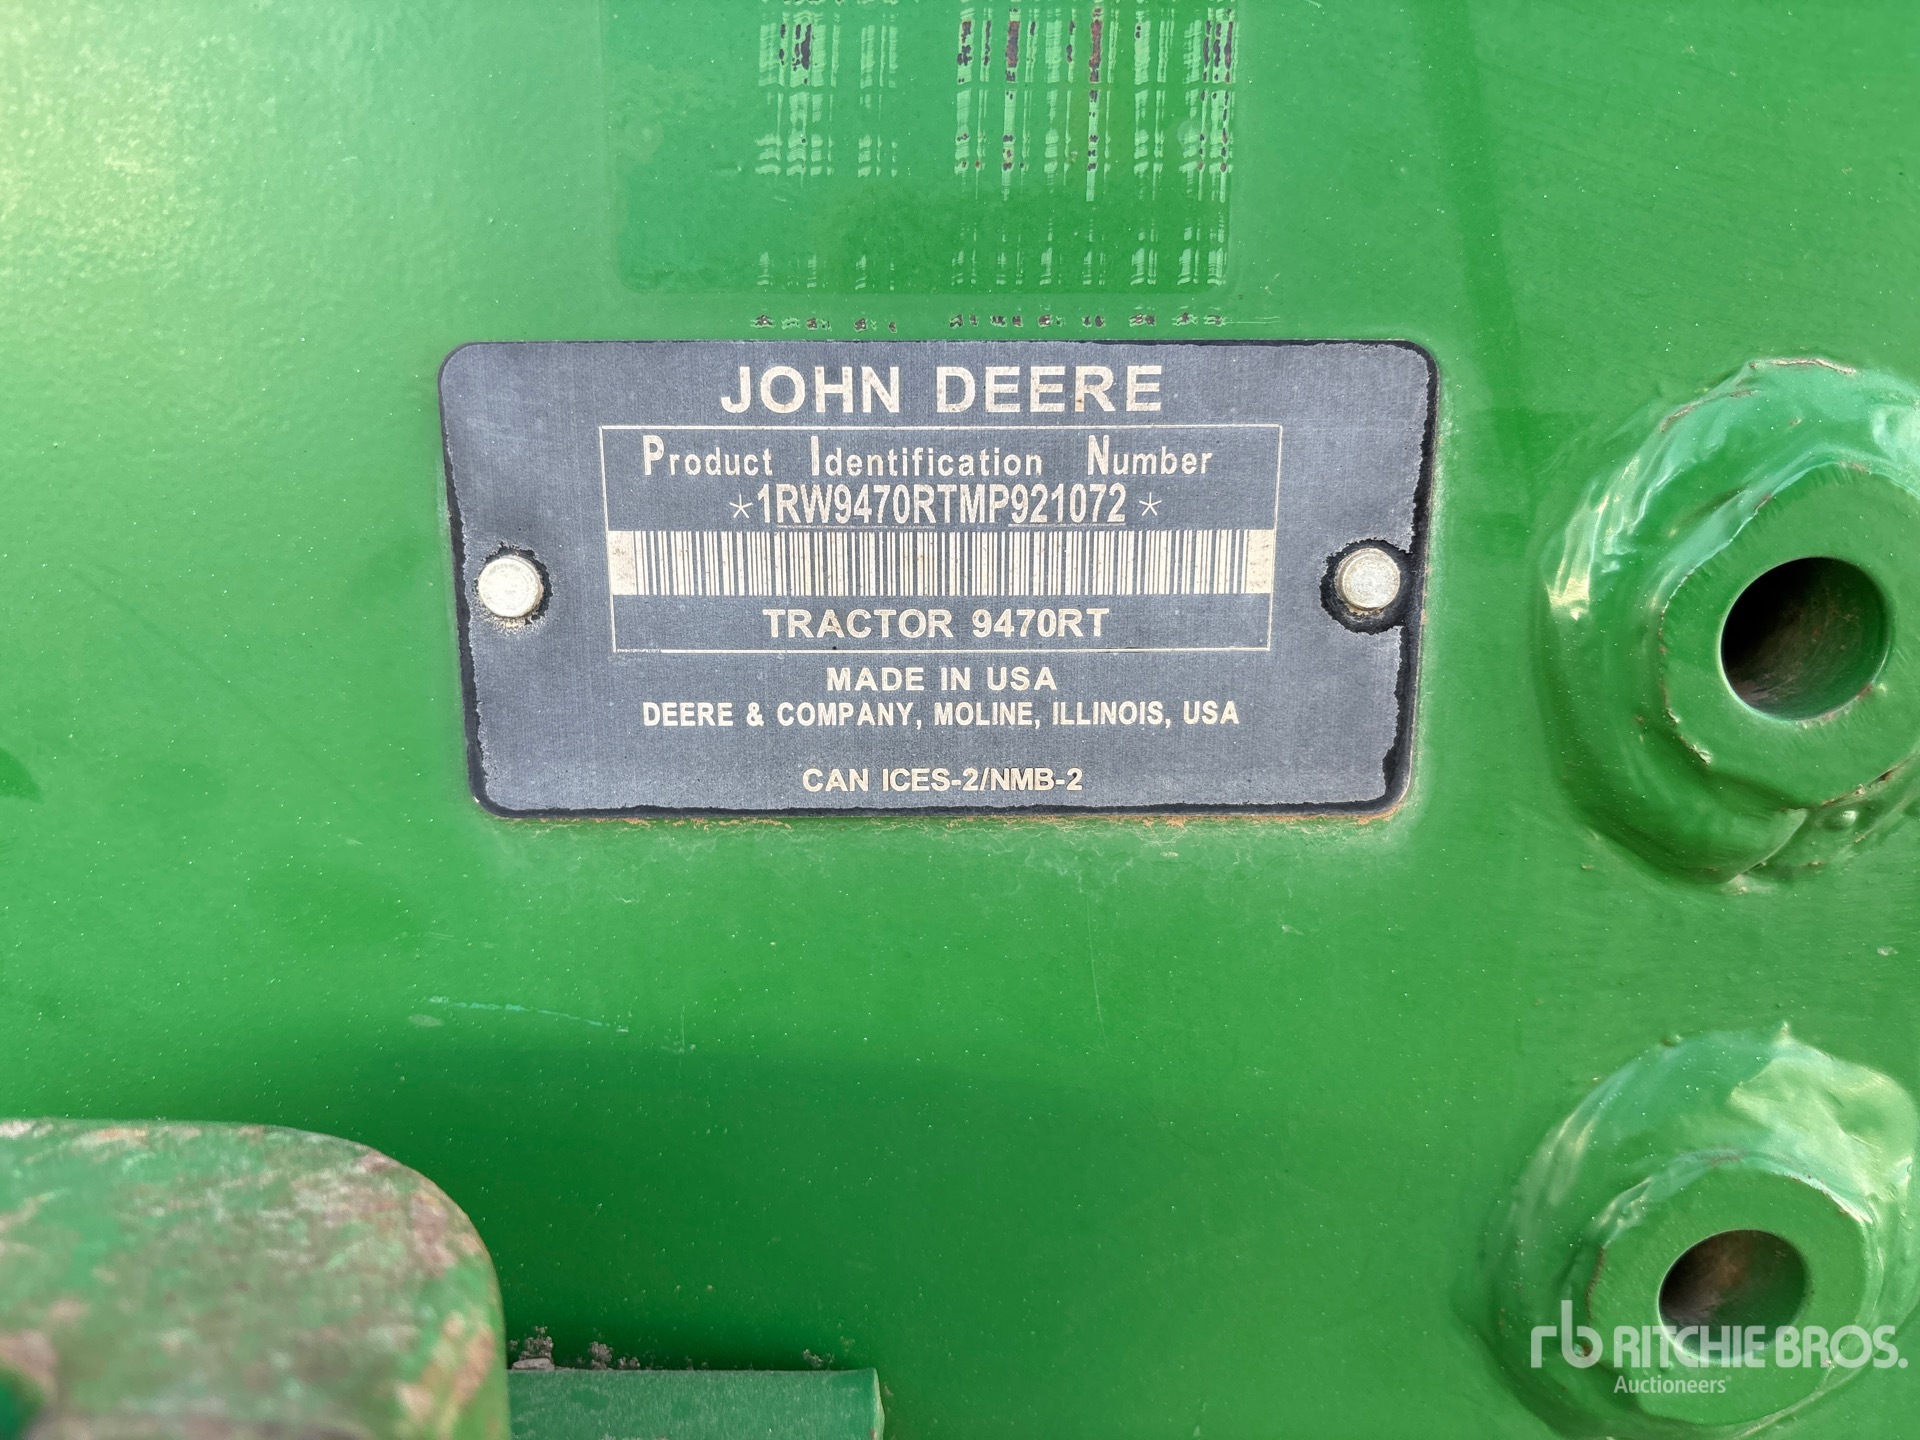 JOHN DEERE
Product Identification Number
*1RW9470RTMP921072*
TRACTOR 9470RT
MADE IN USA
DEERE & COMPANY, MOLINE, ILLINOIS, USA
CAN ICES-2/NMB-2
rb RITCHIE BROS.
Auctioneers